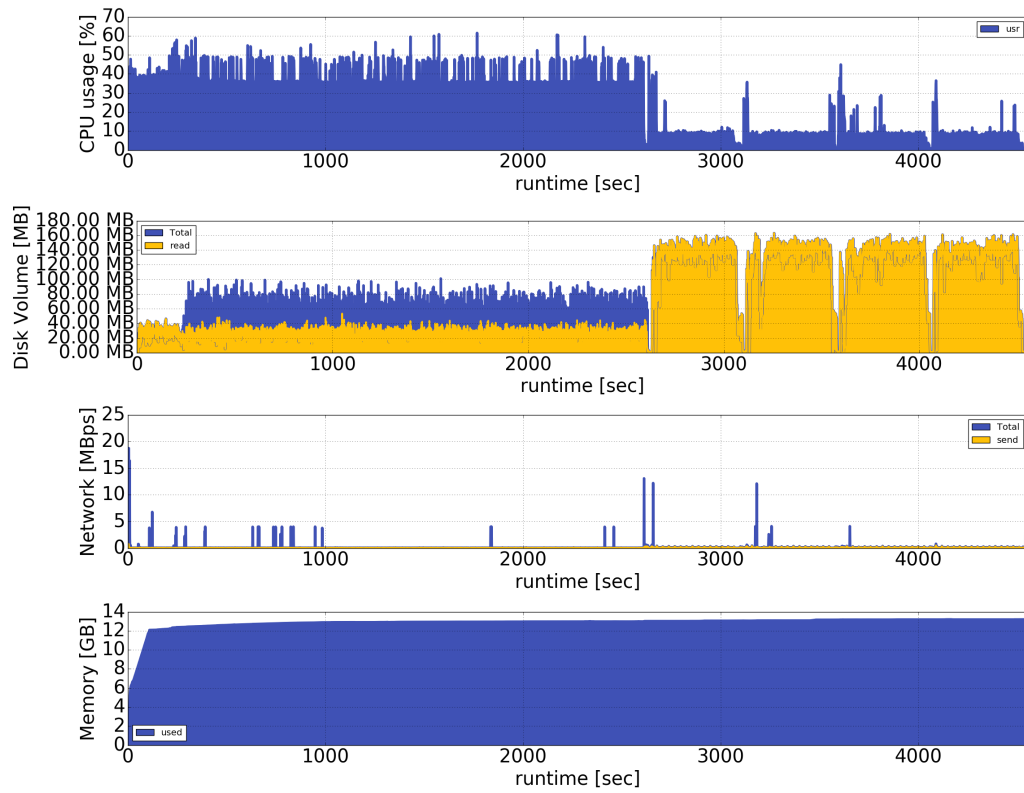 CPU usage [%]
70
60
50
40
30
20
10
0
usr
0 1000 2000 3000 4000
runtime [sec]
Disk Volume [MB]
180.00 MB
160.00 MB
140.00 MB
120.00 MB
100.00 MB
80.00 MB
60.00 MB
40.00 MB
20.00 MB
0.00 MB
Total
read
0 1000 2000 3000 4000
runtime [sec]
Network [MBps]
25
20
15
10
5
0
Total
send
0 1000 2000 3000 4000
runtime [sec]
Memory [GB]
14
12
10
8
6
4
2
0
used
0 1000 2000 3000 4000
runtime [sec]